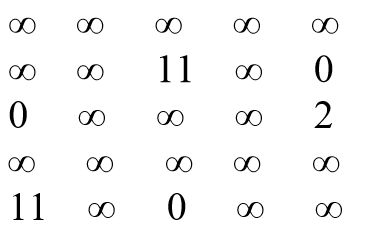 ∞ ∞ ∞ ∞ ∞
∞ ∞ 11 ∞ 0
0 ∞ ∞ ∞ 2
∞ ∞ ∞ ∞ ∞
11 ∞ 0 ∞ ∞